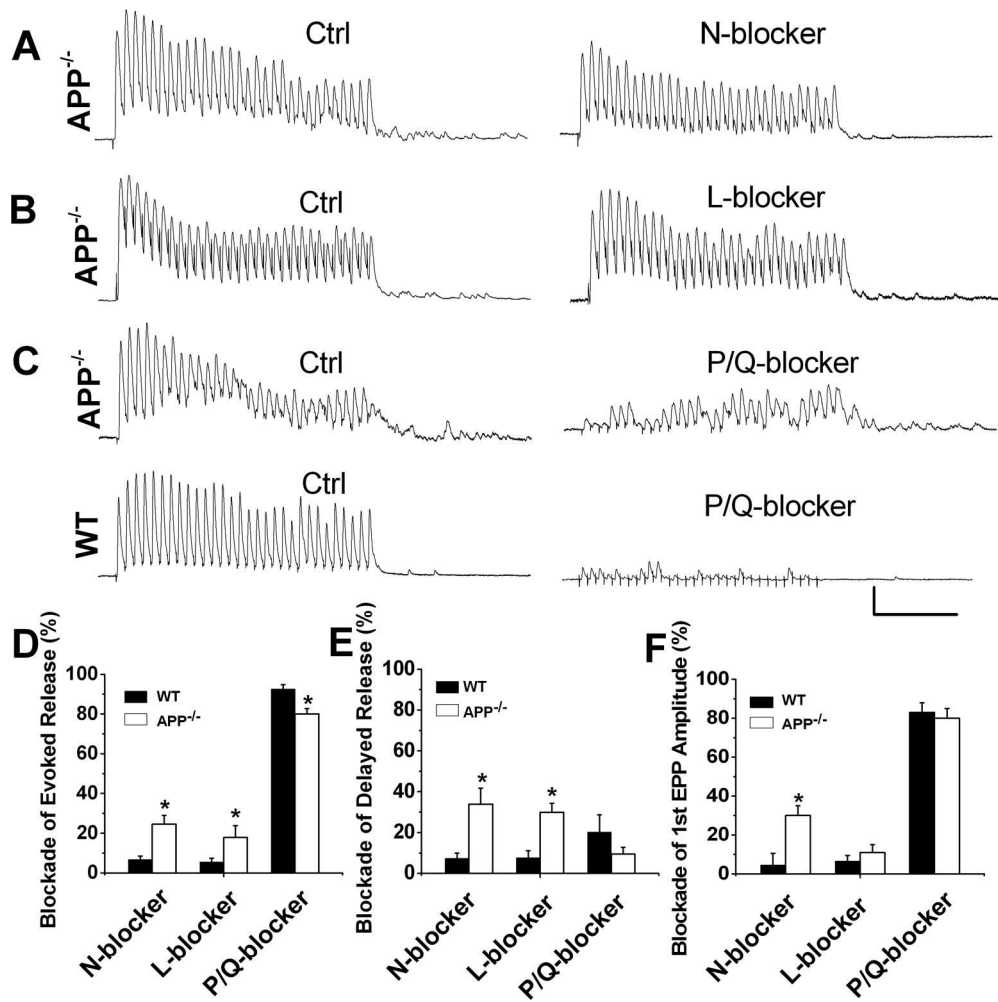 A
APP-/-
Ctrl
N-blocker
B
APP-/-
Ctrl
L-blocker
C
APP-/-
Ctrl
P/Q-blocker
WT
Ctrl
P/Q-blocker
D
Blockade of Evoked Release (%)
100
80
60
40
20
0
WT
APP-/-
*
*
*
N-blocker
L-blocker
P/Q-blocker
E
Blockade of Delayed Release (%)
100
80
60
40
20
0
WT
APP-/-
*
*
N-blocker
L-blocker
P/Q-blocker
F
Blockade of 1st EPP Amplitude (%)
100
80
60
40
20
0
WT
APP-/-
*
N-blocker
L-blocker
P/Q-blocker